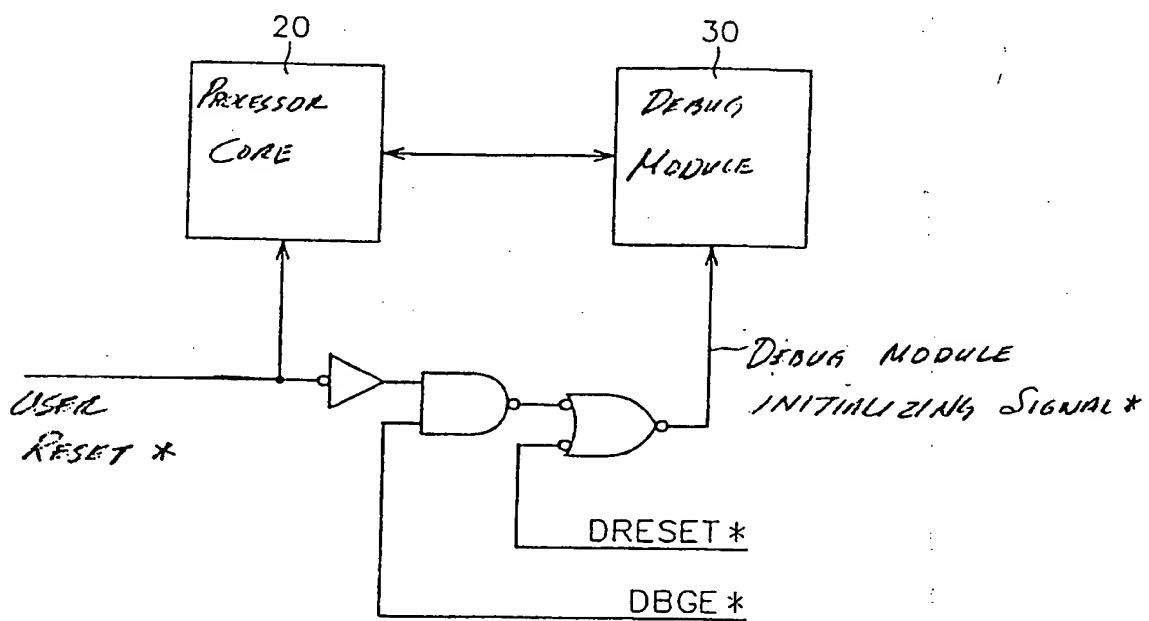 20
30
PROCESSOR
CORE
DEBUG
MODULE
DEBUG MODULE
INITIALIZING SIGNAL*
USER
RESET *
DRESET*
DBGE*